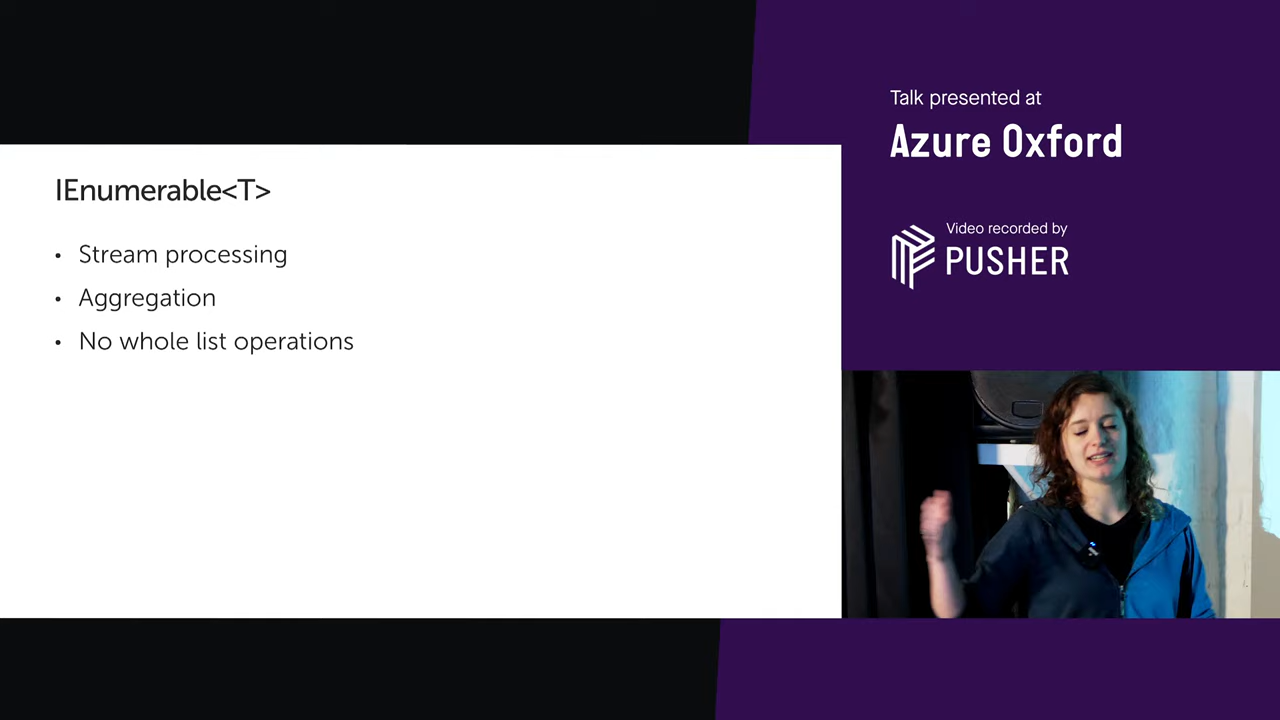 Talk presented at
Azure Oxford
Video recorded by
PUSHER
IEnumerable<T>
• Stream processing
• Aggregation
• No whole list operations